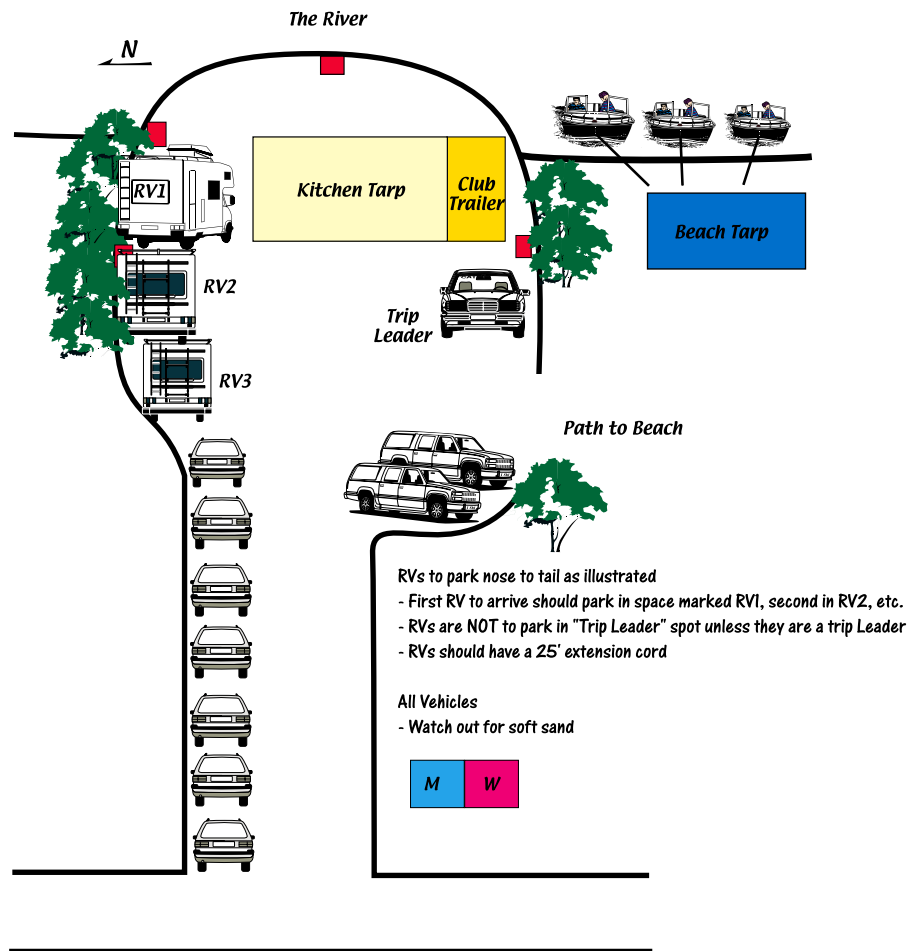 The River
N
RV1
Kitchen Tarp
Club
Trailer
Beach Tarp
RV2
Trip
Leader
RV3
Path to Beach
RVs to park nose to tail as illustrated
- First RV to arrive should park in space marked RV1, second in RV2, etc.
- RVs are NOT to park in "Trip Leader" spot unless they are a trip Leader
- RVs should have a 25' extension cord
All Vehicles
- Watch out for soft sand
M
W